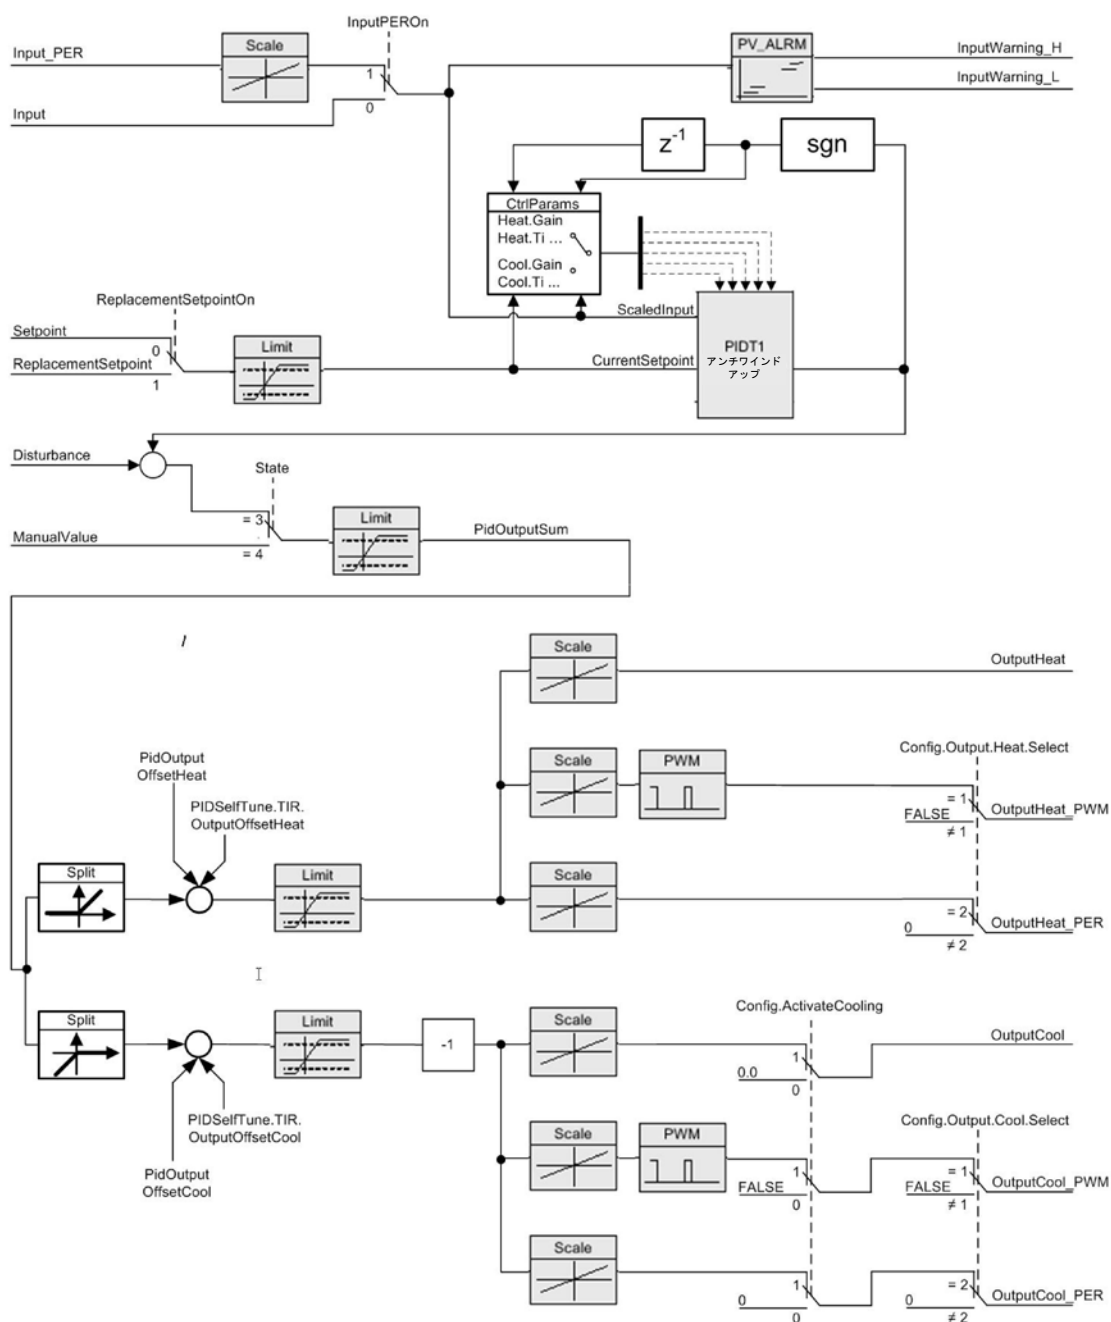 InputPEROn
Input_PER
Scale
1
0
Input
PV_ALRM
InputWarning_H
InputWarning_L
z-1
sgn
CtrlParams
Heat.Gain
Heat.Ti ...
Cool.Gain
Cool.Ti ...
ScaledInput
ReplacementSetpointOn
Setpoint
0
ReplacementSetpoint
1
Limit
CurrentSetpoint
PIDT1
アンチワインド
アップ
Disturbance
State
= 3
ManualValue
= 4
Limit
PidOutputSum
Scale
OutputHeat
PidOutput
OffsetHeat
PIDSelfTune.TIR.
OutputOffsetHeat
Scale
PWM
Config.Output.Heat.Select
= 1
FALSE
≠ 1
OutputHeat_PWM
Split
Limit
Scale
= 2
0
≠ 2
OutputHeat_PER
Split
Limit
-1
Scale
Config.ActivateCooling
1
0.0
0
OutputCool
PIDSelfTune.TIR.
OutputOffsetCool
PidOutput
OffsetCool
Scale
PWM
1
FALSE
0
Config.Output.Cool.Select
= 1
FALSE
≠ 1
OutputCool_PWM
Scale
1
0
0
= 2
0
≠ 2
OutputCool_PER